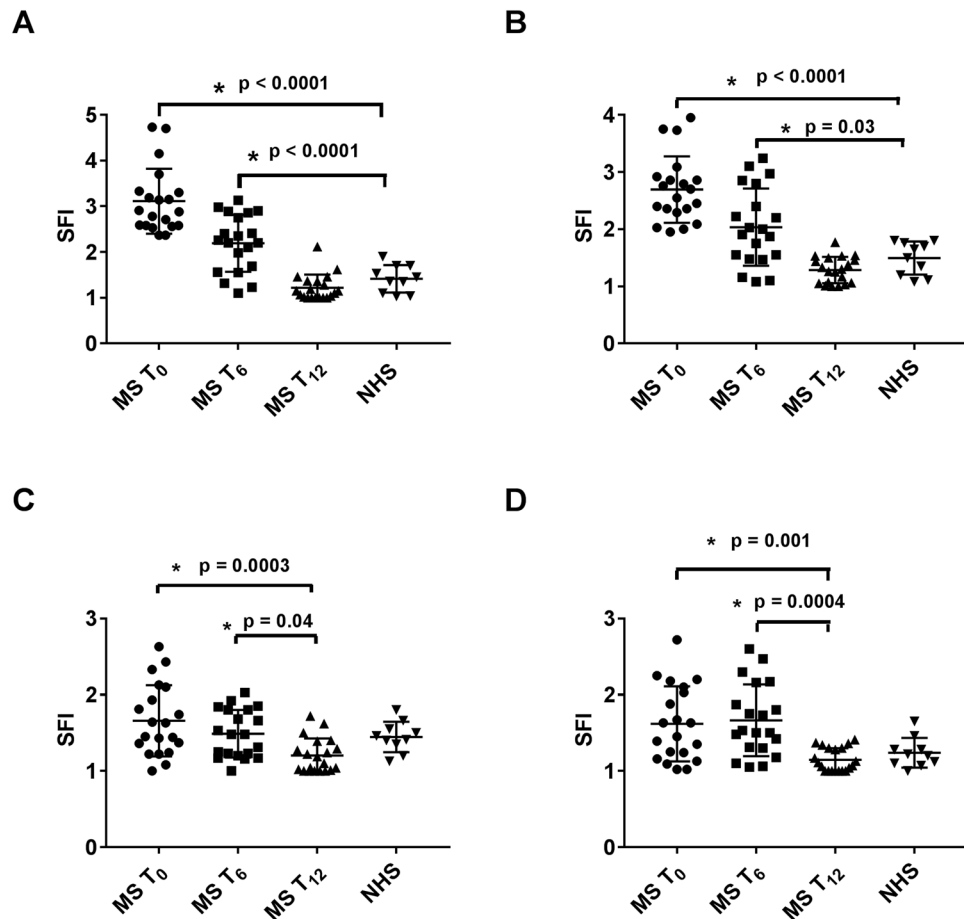 A
* p < 0.0001
* p < 0.0001
5
4
3
2
1
0
SFI
MS T0
MS T6
MS T12
NHS
B
* p < 0.0001
* p = 0.03
4
3
2
1
0
SFI
MS T0
MS T6
MS T12
NHS
C
* p = 0.0003
* p = 0.04
3
2
1
0
SFI
MS T0
MS T6
MS T12
NHS
D
* p = 0.001
* p = 0.0004
3
2
1
0
SFI
MS T0
MS T6
MS T12
NHS